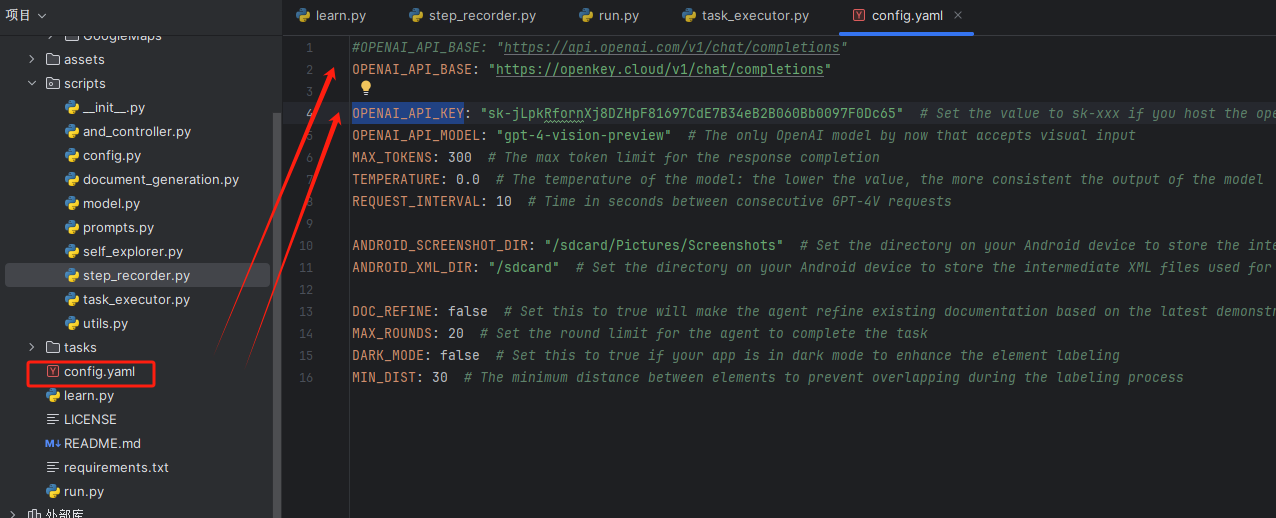 项目
learn.py
step_recorder.py
run.py
task_executor.py
config.yaml
GoogleMaps
assets
scripts
__init__.py
and_controller.py
config.py
document_generation.py
model.py
prompts.py
self_explorer.py
step_recorder.py
task_executor.py
utils.py
tasks
config.yaml
learn.py
LICENSE
README.md
requirements.txt
run.py
外部库
1 #OPENAI_API_BASE: "https://api.openai.com/v1/chat/completions"
2 OPENAI_API_BASE: "https://openkey.cloud/v1/chat/completions"
3
4 OPENAI_API_KEY: "sk-jLpkRfornXj8DZHpF81697CdE7B34eB2B060Bb0097F0Dc65" # Set the value to sk-xxx if you host the ope
5 OPENAI_API_MODEL: "gpt-4-vision-preview" # The only OpenAI model by now that accepts visual input
6 MAX_TOKENS: 300 # The max token limit for the response completion
7 TEMPERATURE: 0.0 # The temperature of the model: the lower the value, the more consistent the output of the model
8 REQUEST_INTERVAL: 10 # Time in seconds between consecutive GPT-4V requests
9
10 ANDROID_SCREENSHOT_DIR: "/sdcard/Pictures/Screenshots" # Set the directory on your Android device to store the inte
11 ANDROID_XML_DIR: "/sdcard" # Set the directory on your Android device to store the intermediate XML files used for
12
13 DOC_REFINE: false # Set this to true will make the agent refine existing documentation based on the latest demonstr
14 MAX_ROUNDS: 20 # Set the round limit for the agent to complete the task
15 DARK_MODE: false # Set this to true if your app is in dark mode to enhance the element labeling
16 MIN_DIST: 30 # The minimum distance between elements to prevent overlapping during the labeling process